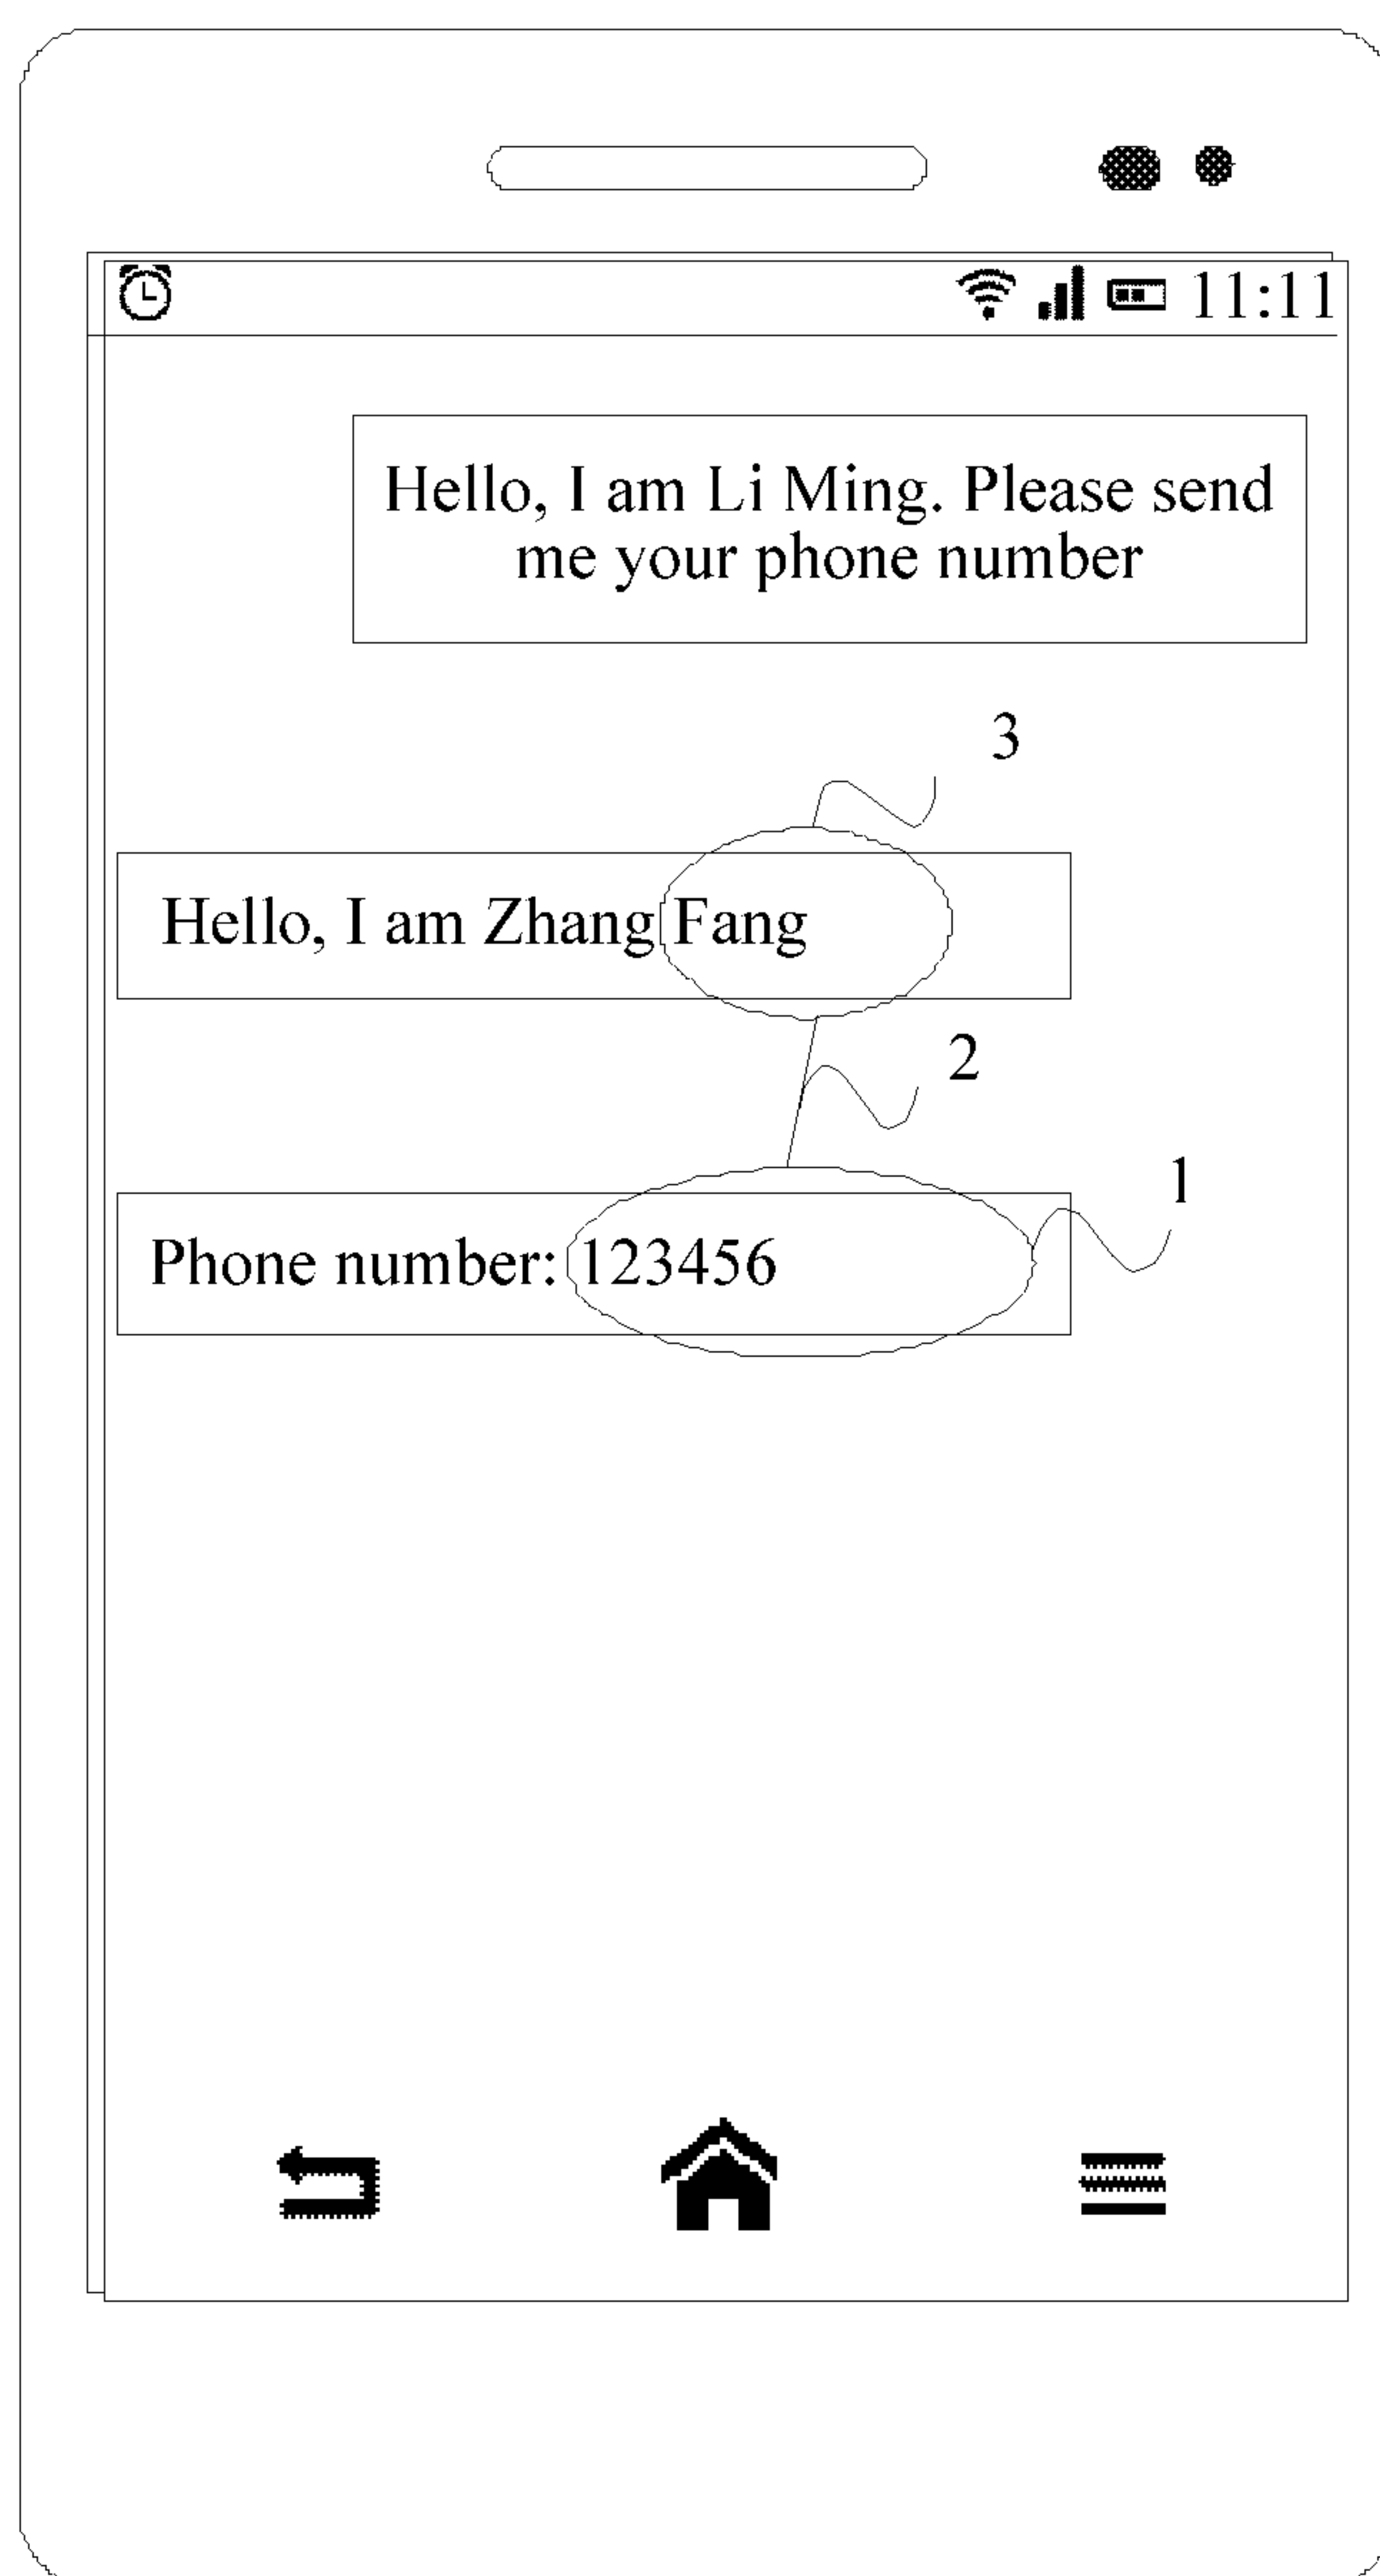 11:11
Hello, I am Li Ming. Please send
me your phone number
3
Hello, I am Zhang Fang
2
1
Phone number: 123456